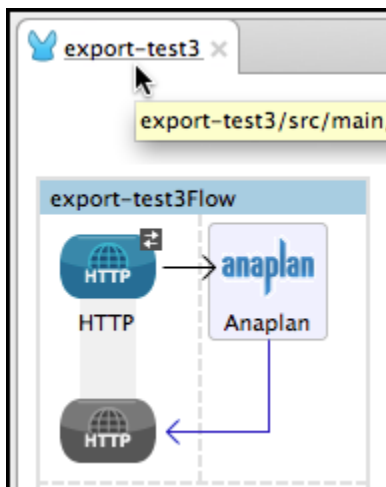 export-test3
export-test3/src/main
export-test3Flow
HTTP
anaplan
HTTP
Anaplan
HTTP